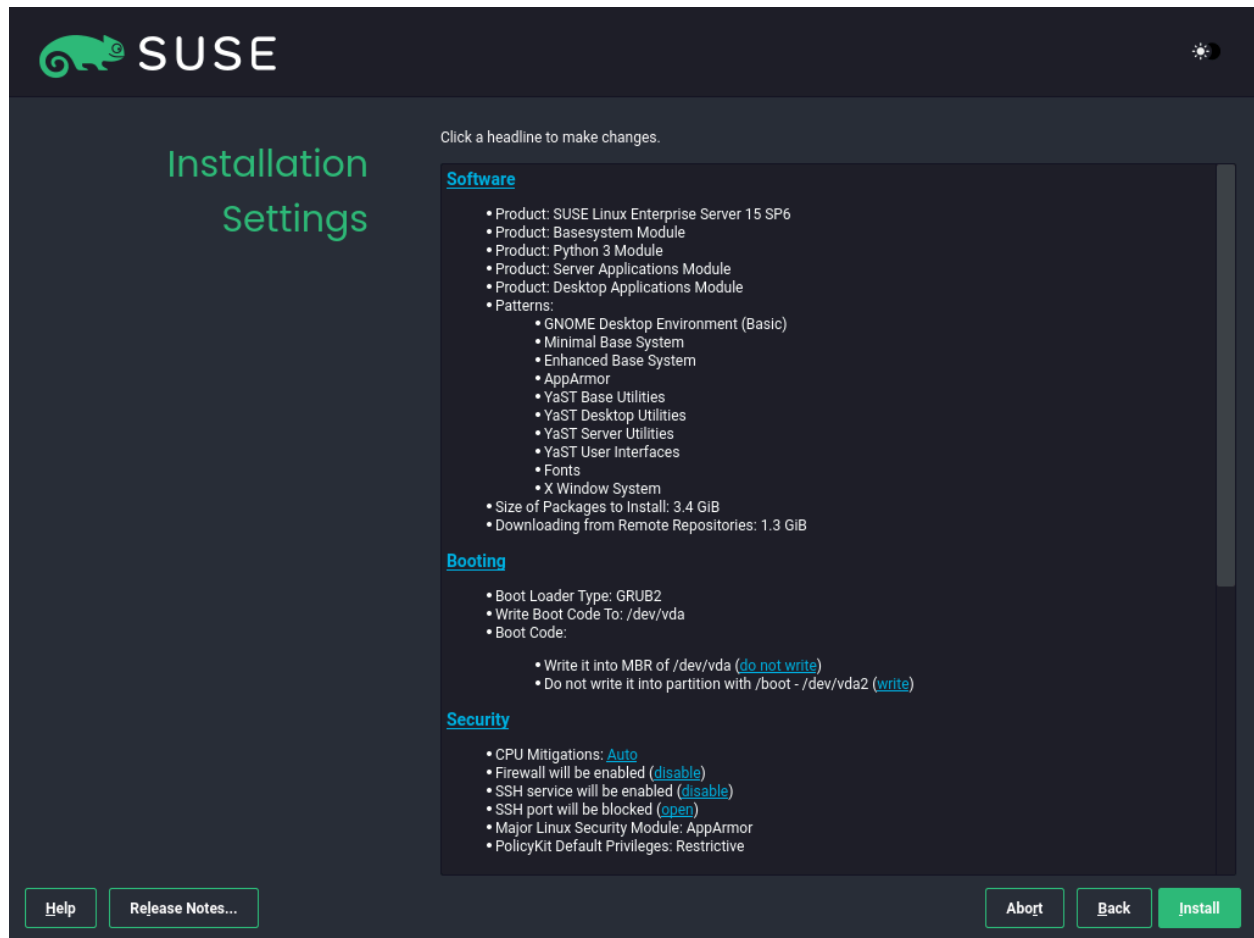 SUSE
Installation
Settings
Click a headline to make changes.
Software
• Product: SUSE Linux Enterprise Server 15 SP6
• Product: Basesystem Module
• Product: Python 3 Module
• Product: Server Applications Module
• Product: Desktop Applications Module
• Patterns:
• GNOME Desktop Environment (Basic)
• Minimal Base System
• Enhanced Base System
• AppArmor
• YaST Base Utilities
• YaST Desktop Utilities
• YaST Server Utilities
• YaST User Interfaces
• Fonts
• X Window System
• Size of Packages to Install: 3.4 GiB
• Downloading from Remote Repositories: 1.3 GiB
Booting
• Boot Loader Type: GRUB2
• Write Boot Code To: /dev/vda
• Boot Code:
• Write it into MBR of /dev/vda (do not write)
• Do not write it into partition with /boot - /dev/vda2 (write)
Security
• CPU Mitigations: Auto
• Firewall will be enabled (disable)
• SSH service will be enabled (disable)
• SSH port will be blocked (open)
• Major Linux Security Module: AppArmor
• PolicyKit Default Privileges: Restrictive
Help Release Notes... Abort Back Install